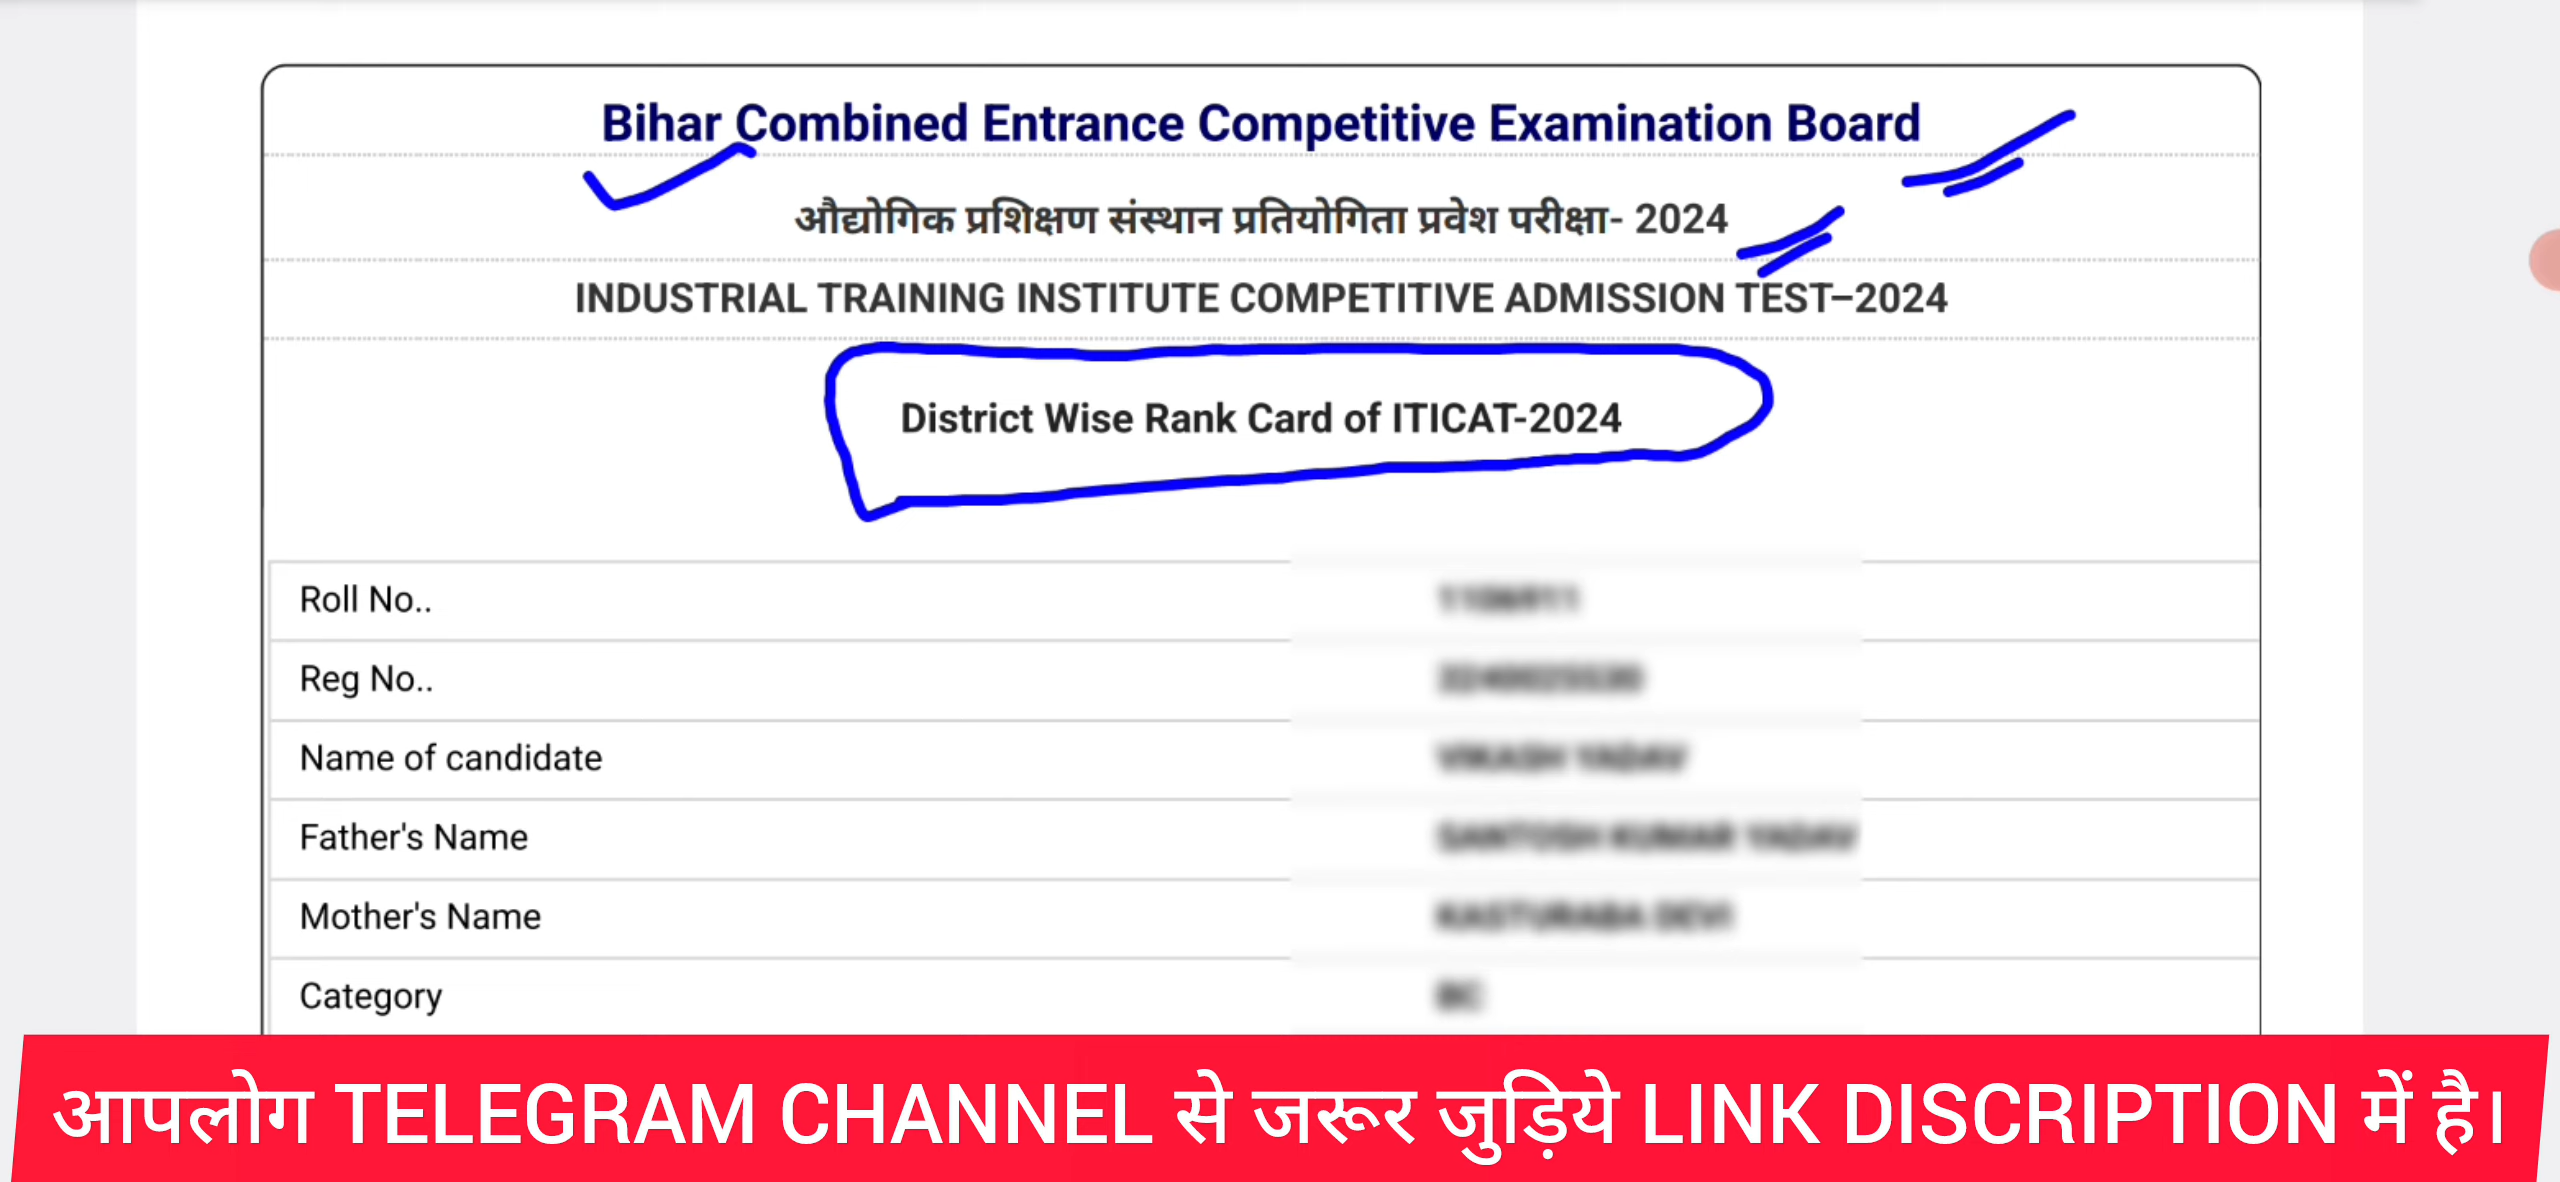 Bihar Combined Entrance Competitive Examination Board
औद्योगिक प्रशिक्षण संस्थान प्रतियोगिता प्रवेश परीक्षा- 2024
INDUSTRIAL TRAINING INSTITUTE COMPETITIVE ADMISSION TEST–2024
District Wise Rank Card of ITICAT-2024
Roll No..
Reg No..
Name of candidate
Father's Name
Mother's Name
Category
आपलोग TELEGRAM CHANNEL से जरूर जुड़िये LINK DISCRIPTION में है।